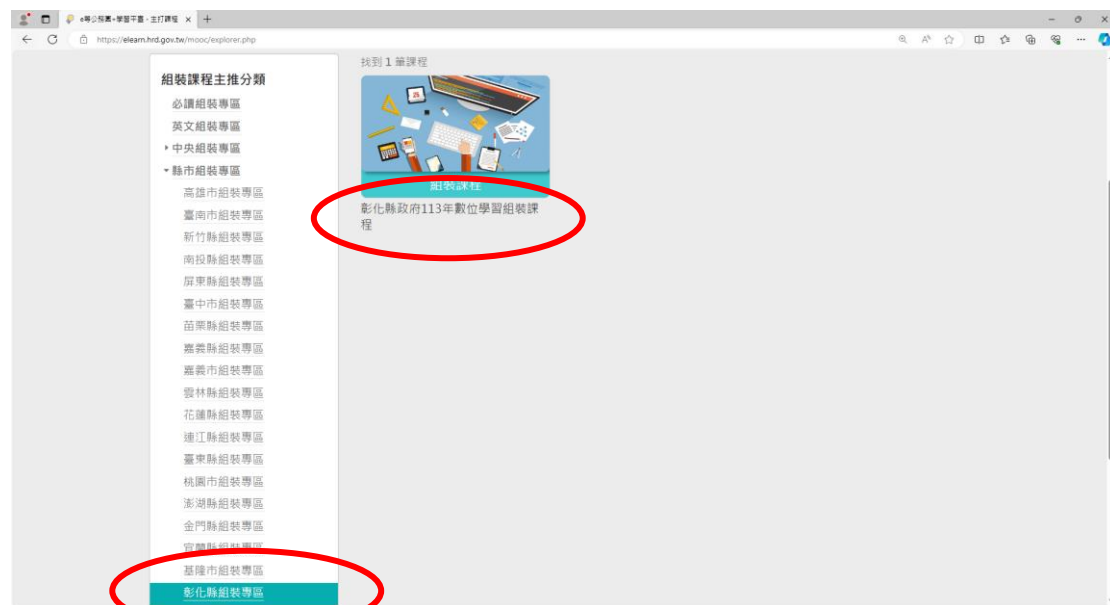 e等公務園+學習平臺 - 主打課程
https://elearn.hrd.gov.tw/mooc/explorer.php
組裝課程主推分類
必讀組裝專區
英文組裝專區
中央組裝專區
縣市組裝專區
高雄市組裝專區
臺南市組裝專區
新竹縣組裝專區
南投縣組裝專區
屏東縣組裝專區
臺中市組裝專區
苗栗縣組裝專區
嘉義縣組裝專區
嘉義市組裝專區
雲林縣組裝專區
花蓮縣組裝專區
連江縣組裝專區
臺東縣組裝專區
桃園市組裝專區
澎湖縣組裝專區
金門縣組裝專區
宜蘭縣組裝專區
基隆市組裝專區
彰化縣組裝專區
找到 1 筆課程
25
組裝課程
彰化縣政府113年數位學習組裝課
程